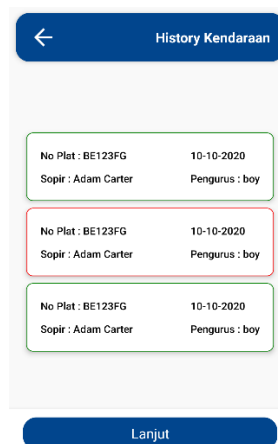 History Kendaraan
No Plat : BE123FG 10-10-2020
Sopir : Adam Carter Pengurus : boy
No Plat : BE123FG 10-10-2020
Sopir : Adam Carter Pengurus : boy
No Plat : BE123FG 10-10-2020
Sopir : Adam Carter Pengurus : boy
Lanjut